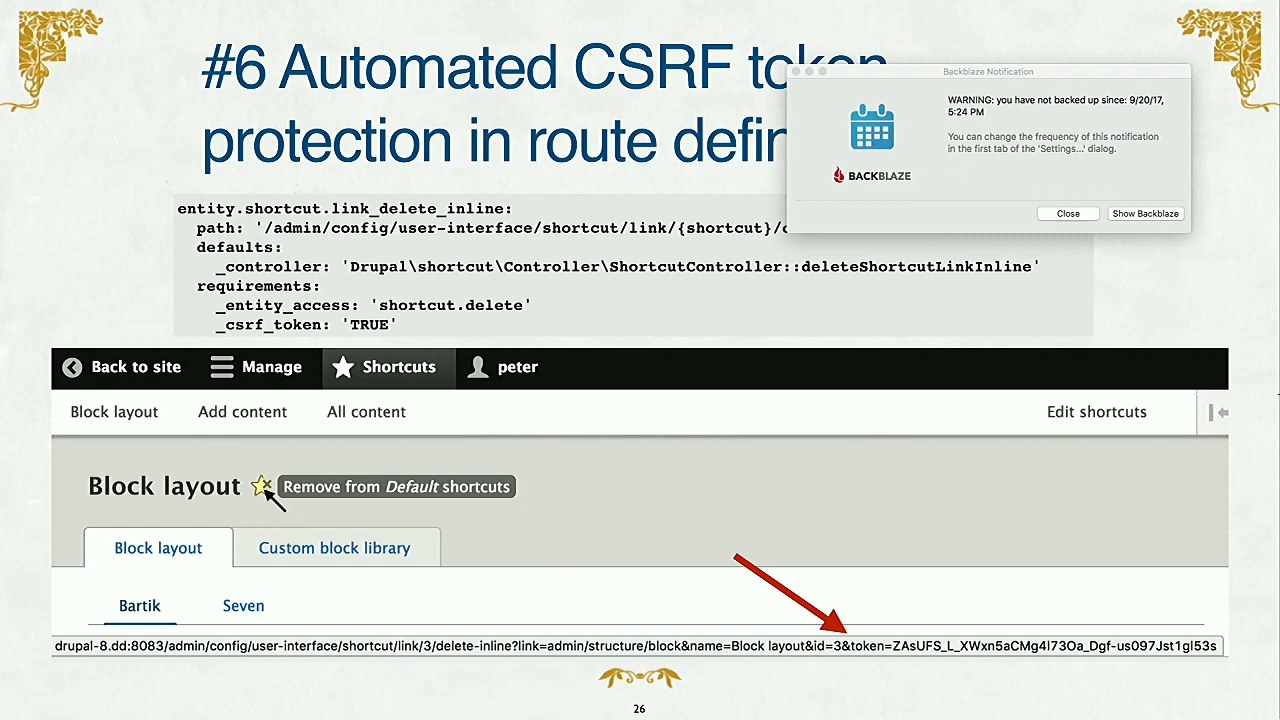 #6 Automated CSRF token
protection in route defin
Backblaze Notification
WARNING: you have not backed up since: 9/20/17,
5:24 PM
You can change the frequency of this notification
in the first tab of the 'Settings...' dialog.
BACKBLAZE
Close
Show Backblaze
entity.shortcut.link_delete_inline:
path: '/admin/config/user-interface/shortcut/link/{shortcut}/
defaults:
_controller: 'Drupal\shortcut\Controller\ShortcutController::deleteShortcutLinkInline'
requirements:
_entity_access: 'shortcut.delete'
_csrf_token: 'TRUE'
Back to site Manage Shortcuts peter
Block layout Add content All content Edit shortcuts
Block layout Remove from Default shortcuts
Block layout Custom block library
Bartik Seven
drupal-8.dd:8083/admin/config/user-interface/shortcut/link/3/delete-inline?link=admin/structure/block&name=Block layout&id=3&token=ZAsUFS_L_XWxn5aCMg4l73Oa_Dgf-us097Jst1gl53s
26